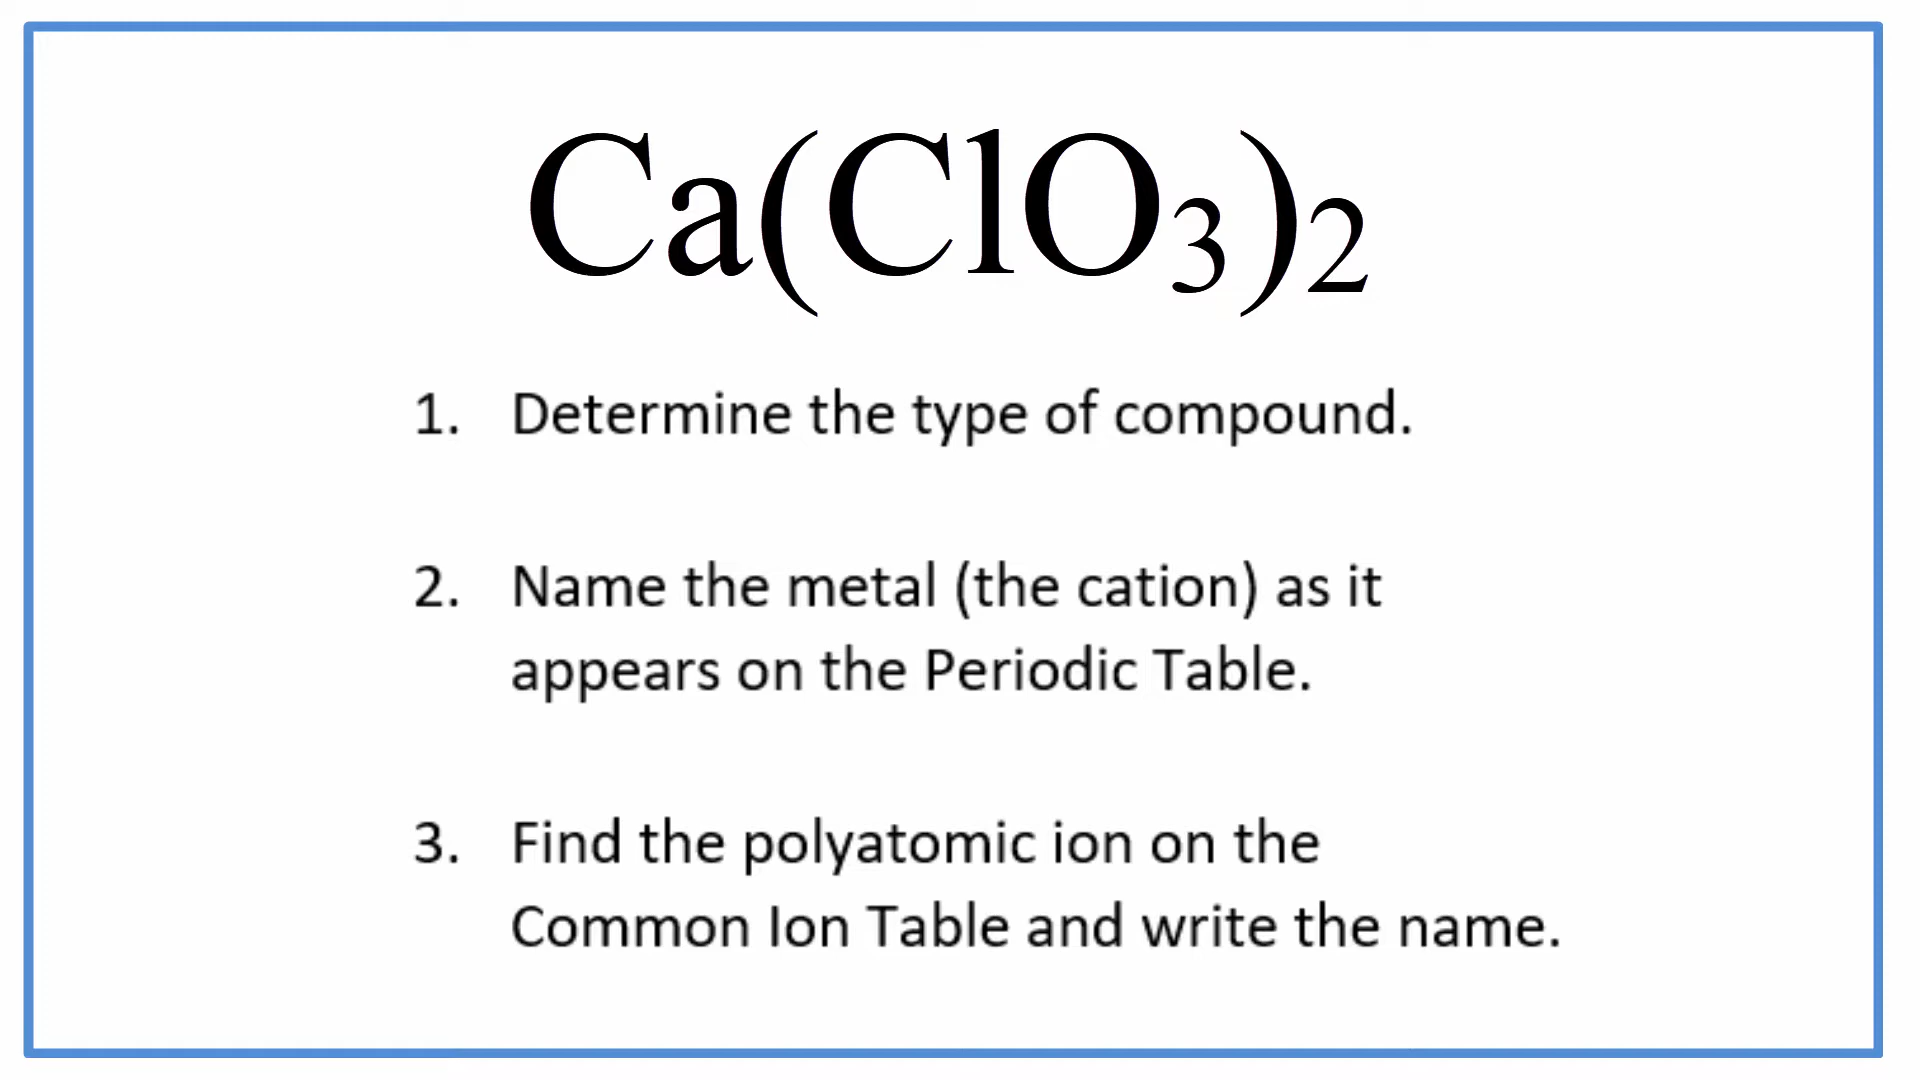 Ca(ClO₃)₂
1. Determine the type of compound.
2. Name the metal (the cation) as it
appears on the Periodic Table.
3. Find the polyatomic ion on the
Common Ion Table and write the name.